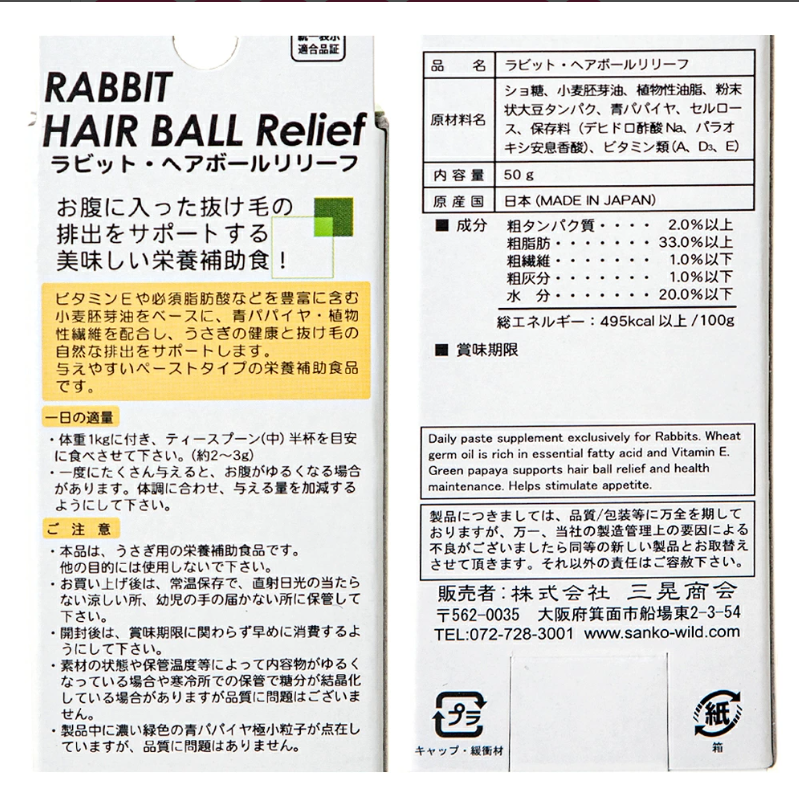 統一表示
適合品証
RABBIT
HAIR BALL Relief
ラビット・ヘアボールリリーフ
お腹に入った抜け毛の
排出をサポートする
美味しい栄養補助食！
ビタミンEや必須脂肪酸などを豊富に含む
小麦胚芽油をベースに、青パパイヤ・植物
性繊維を配合し、うさぎの健康と抜け毛の
自然な排出をサポートします。
与えやすいペーストタイプの栄養補助食品
です。
一日の適量
・体重1kgに付き、ティースプーン(中) 半杯を目安
に食べさせて下さい。(約2〜3g)
・一度にたくさん与えると、お腹がゆるくなる場合
があります。体調に合わせ、与える量を加減する
ようにして下さい。
ご 注 意
・本品は、うさぎ用の栄養補助食品です。
他の目的には使用しないで下さい。
・お買い上げ後は、常温保存で、直射日光の当たら
ない涼しい所、幼児の手の届かない所に保管して
下さい。
・開封後は、賞味期限に関わらず早めに消費するよ
うにして下さい。
・素材の状態や保管温度等によって内容物がゆるく
なっている場合や寒冷所での保管で糖分が結晶化
している場合がありますが品質に問題はございま
せん。
・製品中に濃い緑色の青パパイヤ極小粒子が点在し
ていますが、品質に問題はありません。
品 名 ラビット・ヘアボールリリーフ
原材料名 ショ糖、小麦胚芽油、植物性油脂、粉末
状大豆タンパク、青パパイヤ、セルロー
ス、保存料（デヒドロ酢酸Na、パラオ
キシ安息香酸）、ビタミン類（A、D3、E）
内容量 50g
原産国 日本（MADE IN JAPAN）
■ 成分 粗タンパク質・・・・ 2.0%以上
粗脂肪・・・・・・・ 33.0%以上
粗繊維・・・・・・・ 1.0%以下
粗灰分・・・・・・・ 1.0%以下
水 分・・・・・・・ 20.0%以下
総エネルギー：495kcal以上/100g
■ 賞味期限
Daily paste supplement exclusively for Rabbits. Wheat
germ oil is rich in essential fatty acid and Vitamin E.
Green papaya supports hair ball relief and health
maintenance. Helps stimulate appetite.
製品につきましては、品質/包装等に万全を期して
おりますが、万一、当社の製造管理上の要因による
不良がございましたら同等の新しい製品とお取替え
させて頂きます。それ以外の責任はご容赦下さい。
販売者：株式会社 三晃商会
〒562-0035 大阪府箕面市船場東2-3-54
TEL:072-728-3001 www.sanko-wild.com
プラ
キャップ・緩衝材
紙
箱